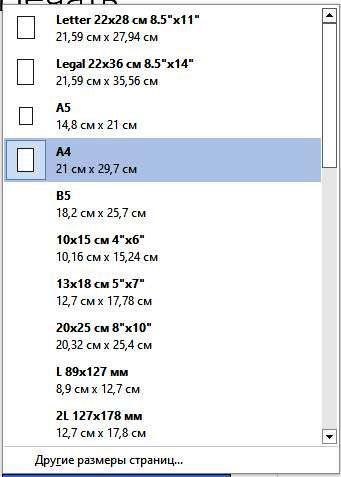 Печать
Letter 22x28 см 8.5"x11"
21,59 см x 27,94 см
Legal 22x36 см 8.5"x14"
21,59 см x 35,56 см
A5
14,8 см x 21 см
A4
21 см x 29,7 см
B5
18,2 см x 25,7 см
10x15 см 4"x6"
10,16 см x 15,24 см
13x18 см 5"x7"
12,7 см x 17,78 см
20x25 см 8"x10"
20,32 см x 25,4 см
L 89x127 мм
8,9 см x 12,7 см
2L 127x178 мм
12,7 см x 17,8 см
Другие размеры страниц...